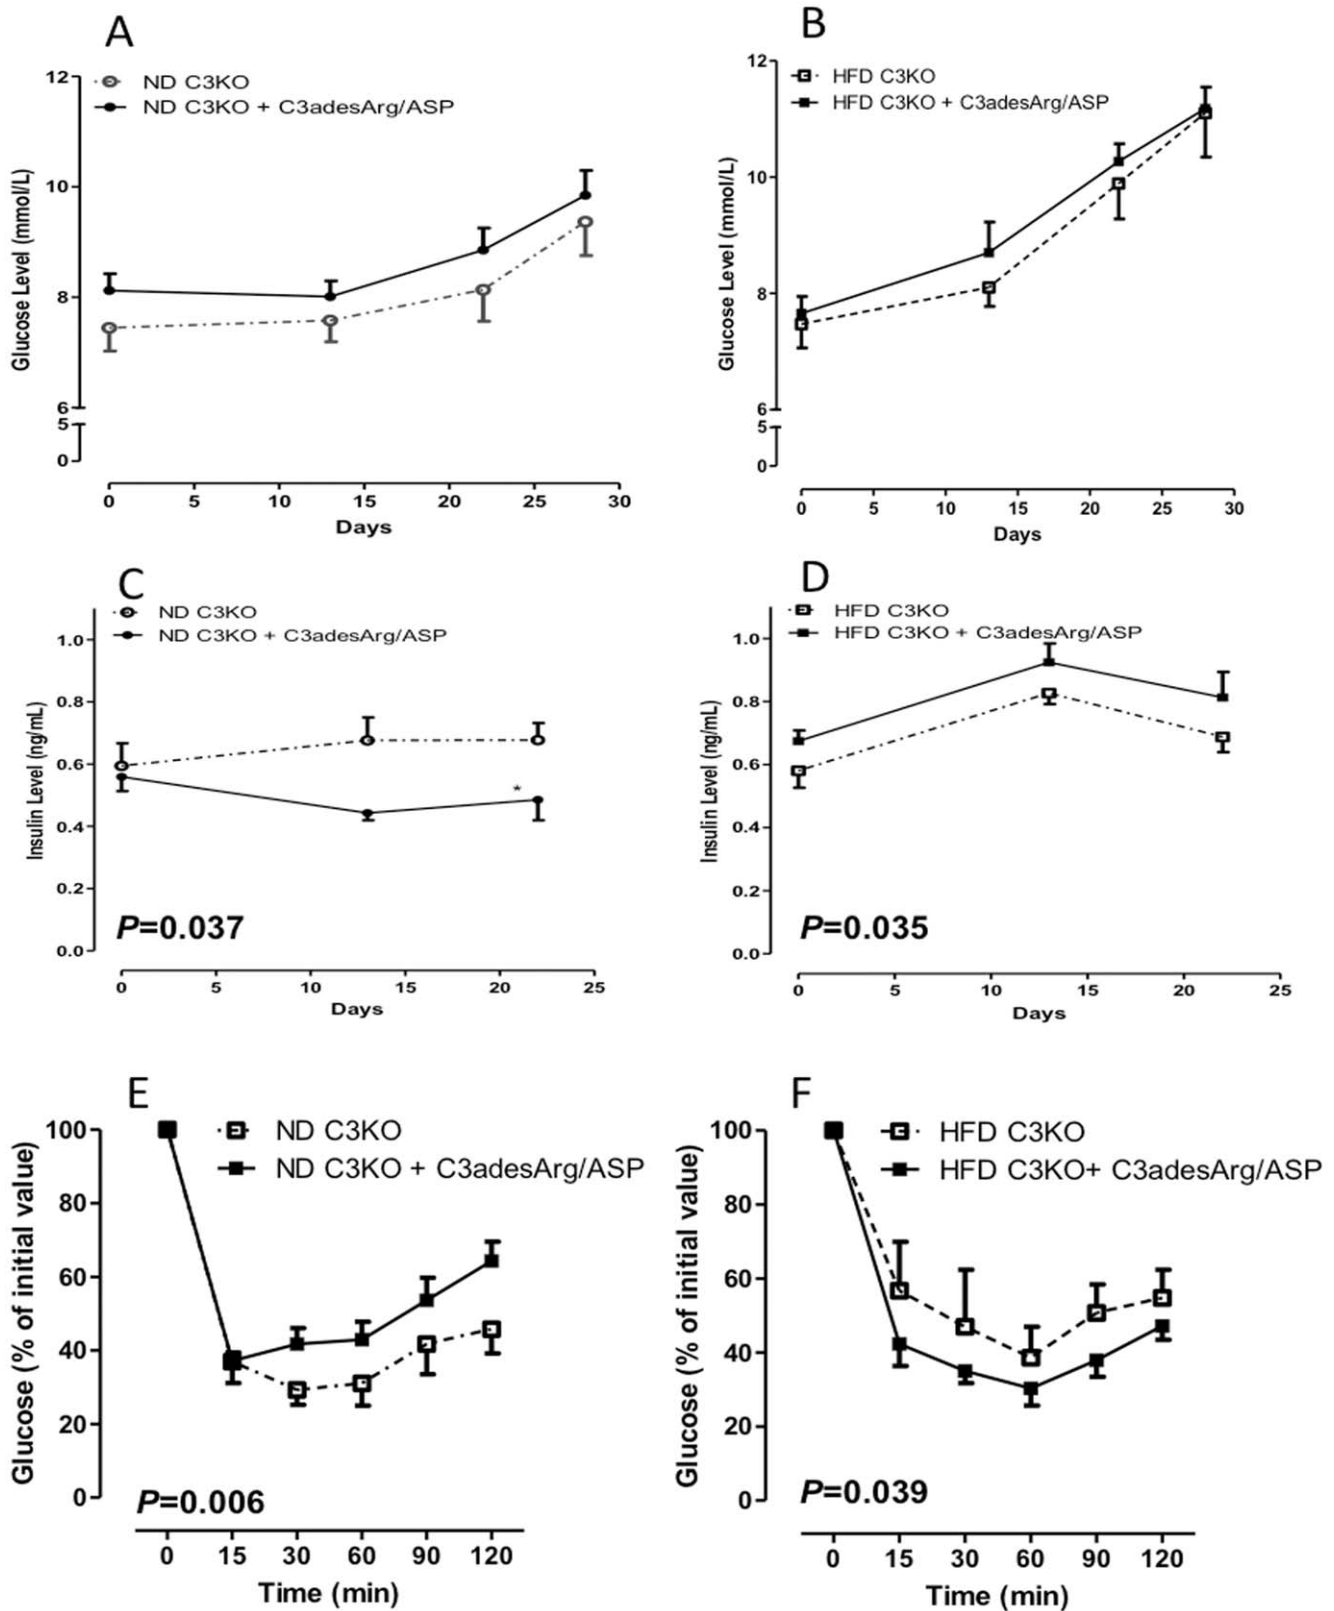 A
ND C3KO
ND C3KO + C3adesArg/ASP
Glucose Level (mmol/L)
12
10
8
6
5
0
0 5 10 15 20 25 30
Days
B
HFD C3KO
HFD C3KO + C3adesArg/ASP
Glucose Level (mmol/L)
12
10
8
6
5
0
0 5 10 15 20 25 30
Days
C
ND C3KO
ND C3KO + C3adesArg/ASP
Insulin Level (ng/mL)
1.0
0.8
0.6
0.4
0.2
0.0
*
P=0.037
0 5 10 15 20 25
Days
D
HFD C3KO
HFD C3KO + C3adesArg/ASP
Insulin Level (ng/mL)
1.0
0.8
0.6
0.4
0.2
0.0
P=0.035
0 5 10 15 20 25
Days
E
ND C3KO
ND C3KO + C3adesArg/ASP
Glucose (% of initial value)
100
80
60
40
20
0
P=0.006
0 15 30 60 90 120
Time (min)
F
HFD C3KO
HFD C3KO+ C3adesArg/ASP
Glucose (% of initial value)
100
80
60
40
20
0
P=0.039
0 15 30 60 90 120
Time (min)